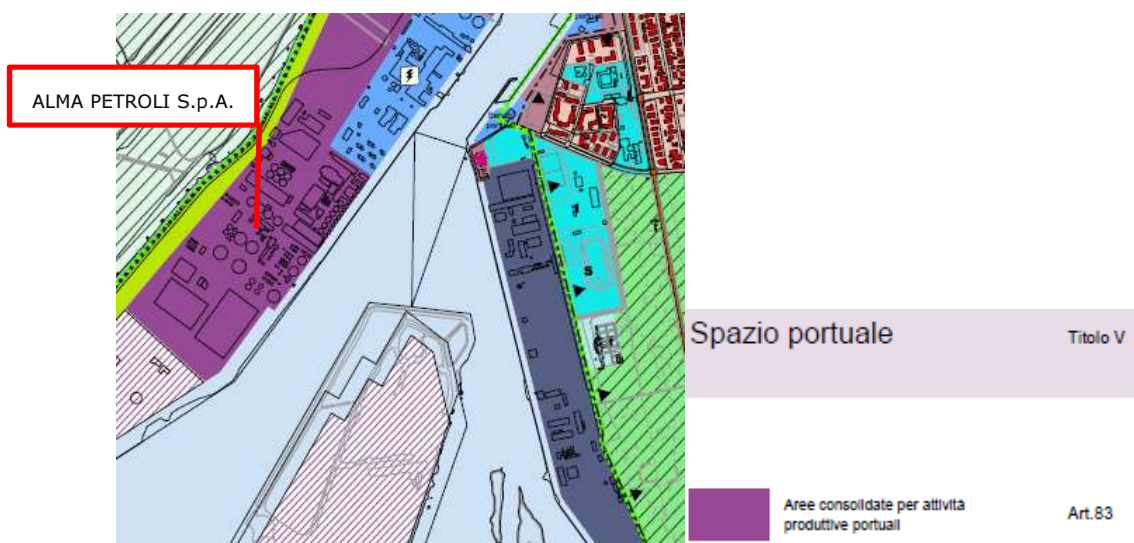 ALMA PETROLI S.p.A.
S
Spazio portuale
Titolo V
Aree consolidate per attività
produttive portuali
Art.83